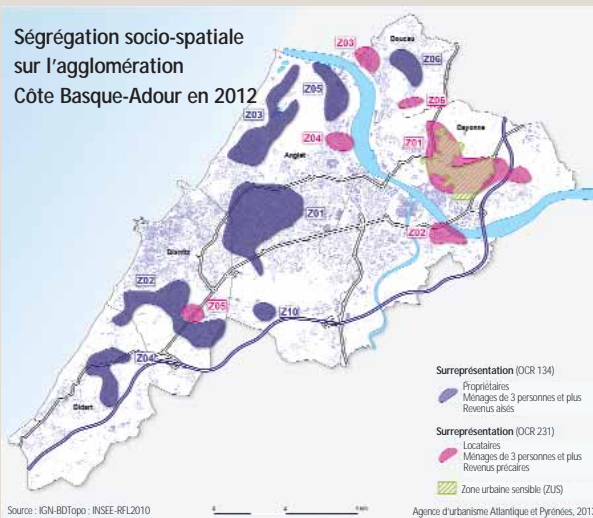 Ségrégation socio-spatiale
sur l'agglomération
Côte Basque-Adour en 2012
Z03
Boucau
Z06
Z05
Z03
Z06
Z04
Z01
Bayonne
Anglet
Z01
Z02
Biarritz
Z02
Z05
Z10
Z04
Bidart
Surreprésentation (OCR 134)
Propriétaires
Ménages de 3 personnes et plus
Revenus aisés
Surreprésentation (OCR 231)
Locataires
Ménages de 3 personnes et plus
Revenus précaires
Zone urbaine sensible (ZUS)
Source : IGN-BDTopo ; INSEE-RFL2010
Agence d'urbanisme Atlantique et Pyrénées, 2013